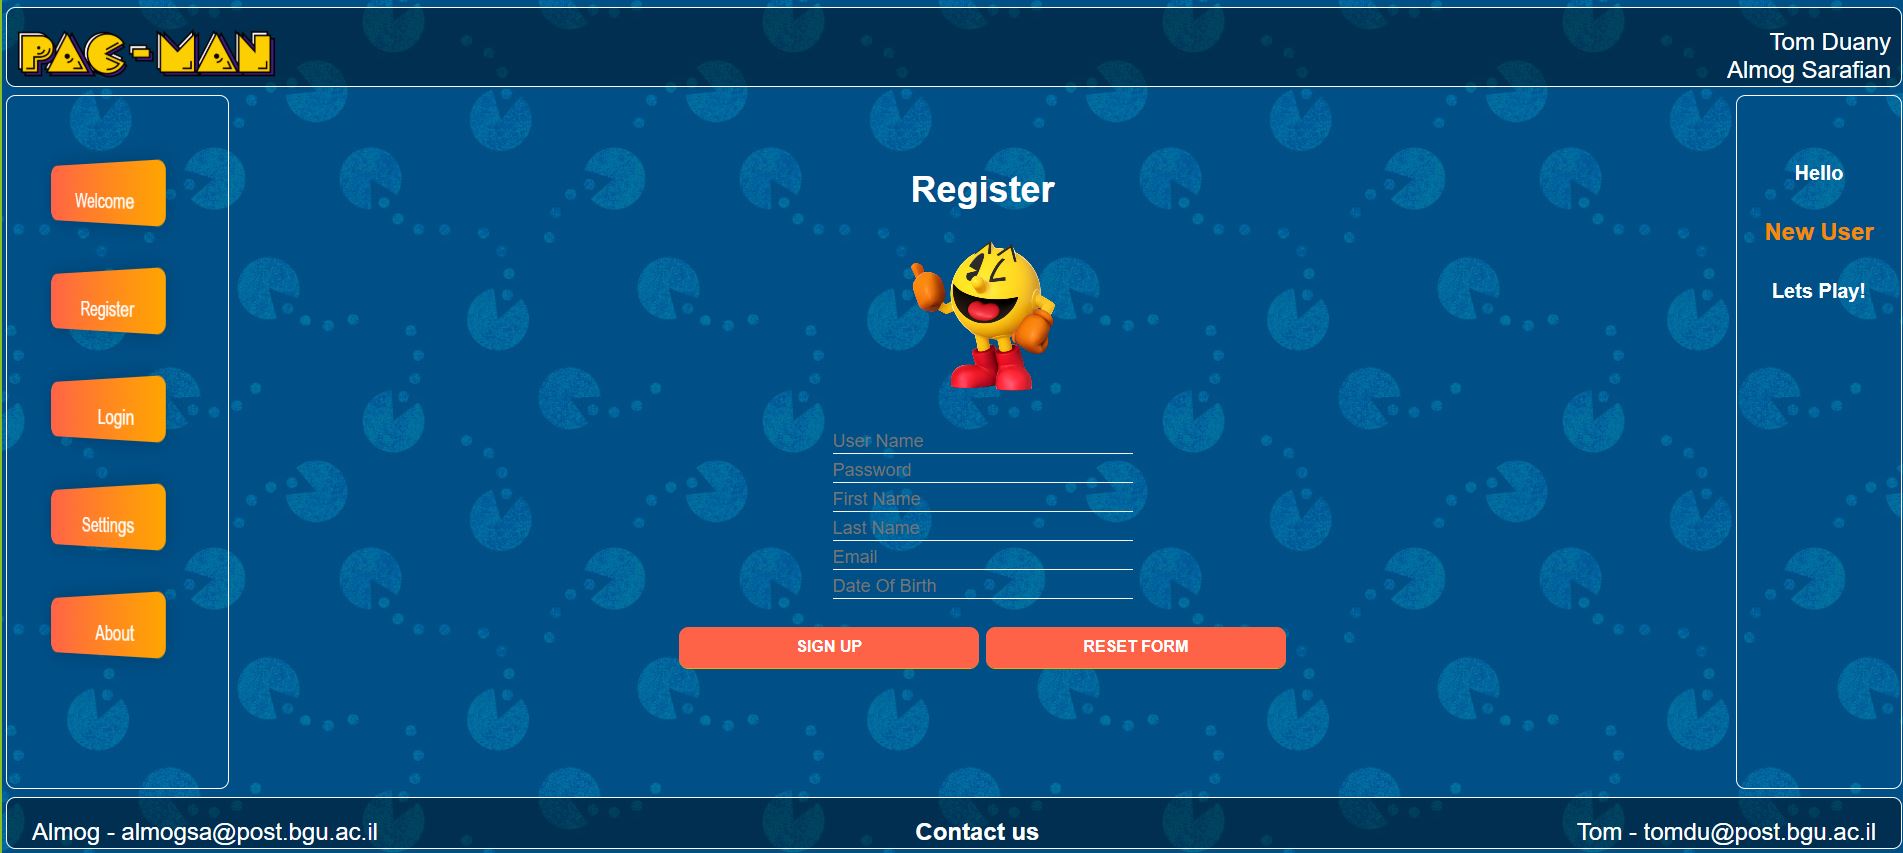 PAC-MAN
Tom Duany
Almog Sarafian
Welcome
Register
Login
Settings
About
Register
User Name
Password
First Name
Last Name
Email
Date Of Birth
SIGN UP
RESET FORM
Hello
New User
Lets Play!
Almog - almogsa@post.bgu.ac.il
Contact us
Tom - tomdu@post.bgu.ac.il